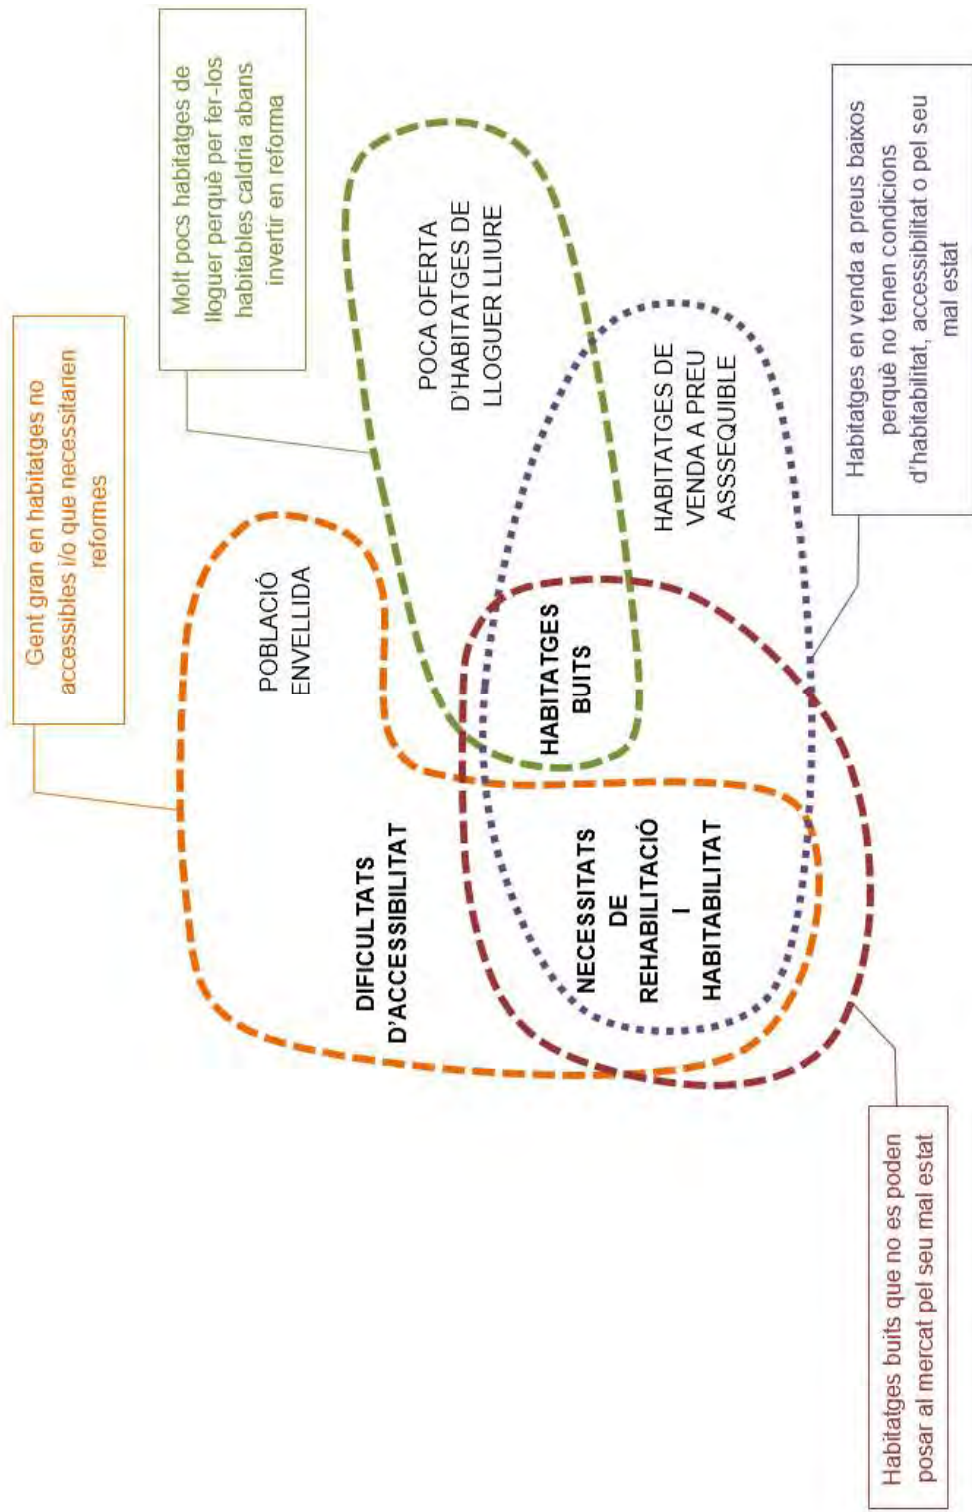 Gent gran en habitatges no
accessibles i/o que necessitarien
reformes
Molt pocs habitatges de
lloguer perquè per fer-los
habitables caldria abans
invertir en reforma
POBLACIÓ
ENVELLIDA
DIFICULTATS
D'ACCESSIBILITAT
POCA OFERTA
D'HABITATGES DE
LLOGUER LLIURE
HABITATGES
BUITS
NECESSITATS
DE
REHABILITACIÓ
I
HABITABILITAT
HABITATGES DE
VENDA A PREU
ASSSEQUIBLE
Habitatges buits que no es poden
posar al mercat pel seu mal estat
Habitatges en venda a preus baixos
perquè no tenen condicions
d'habilitat, accessibilitat o pel seu
mal estat